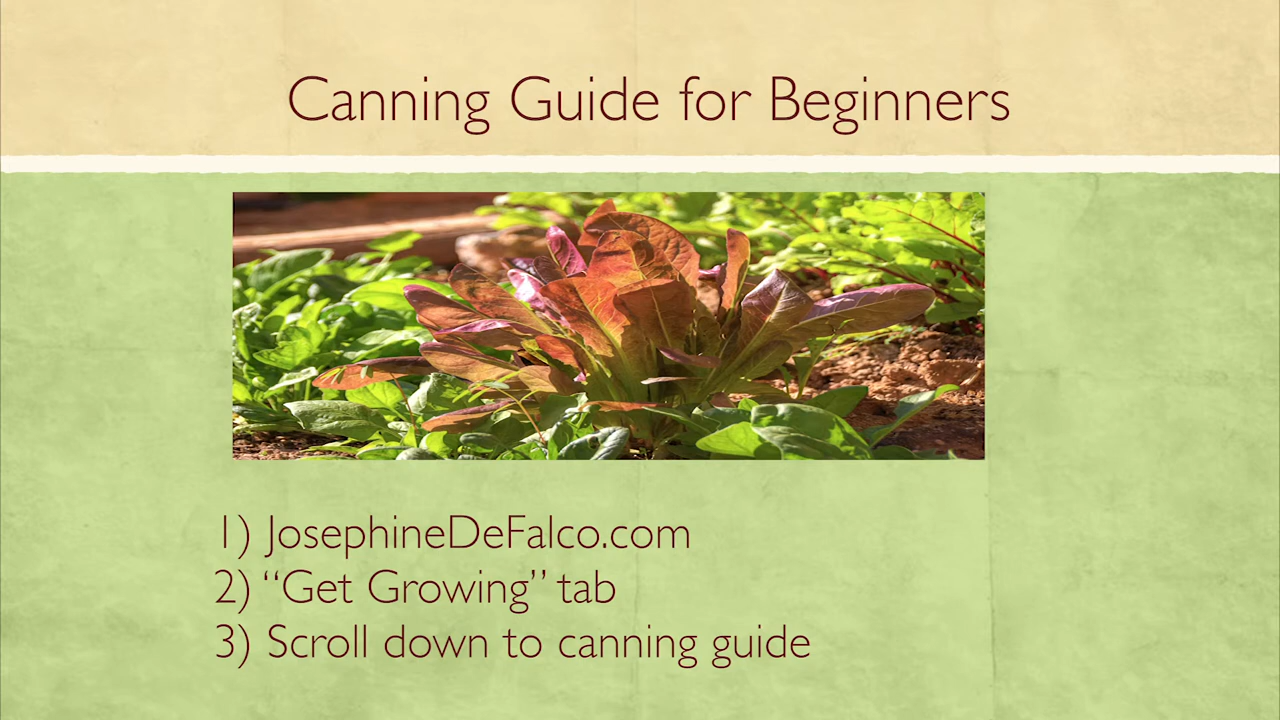 Canning Guide for Beginners
1) JosephineDeFalco.com
2) “Get Growing” tab
3) Scroll down to canning guide